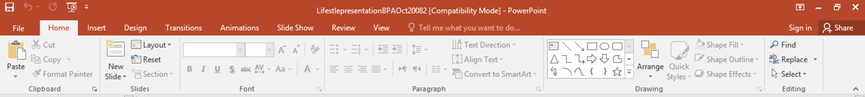 LifestlepresentationBPAOct20082 [Compatibility Mode] - PowerPoint
File Home Insert Design Transitions Animations Slide Show Review View Tell me what you want to do... Sign in Share
Paste
Cut
Copy
Format Painter
Clipboard
New Slide
Layout
Reset
Section
Slides
B I U S abc AV Aa A
Font
Paragraph
Text Direction
Align Text
Convert to SmartArt
Arrange
Quick Styles
Shape Fill
Shape Outline
Shape Effects
Drawing
Find
Replace
Select
Editing